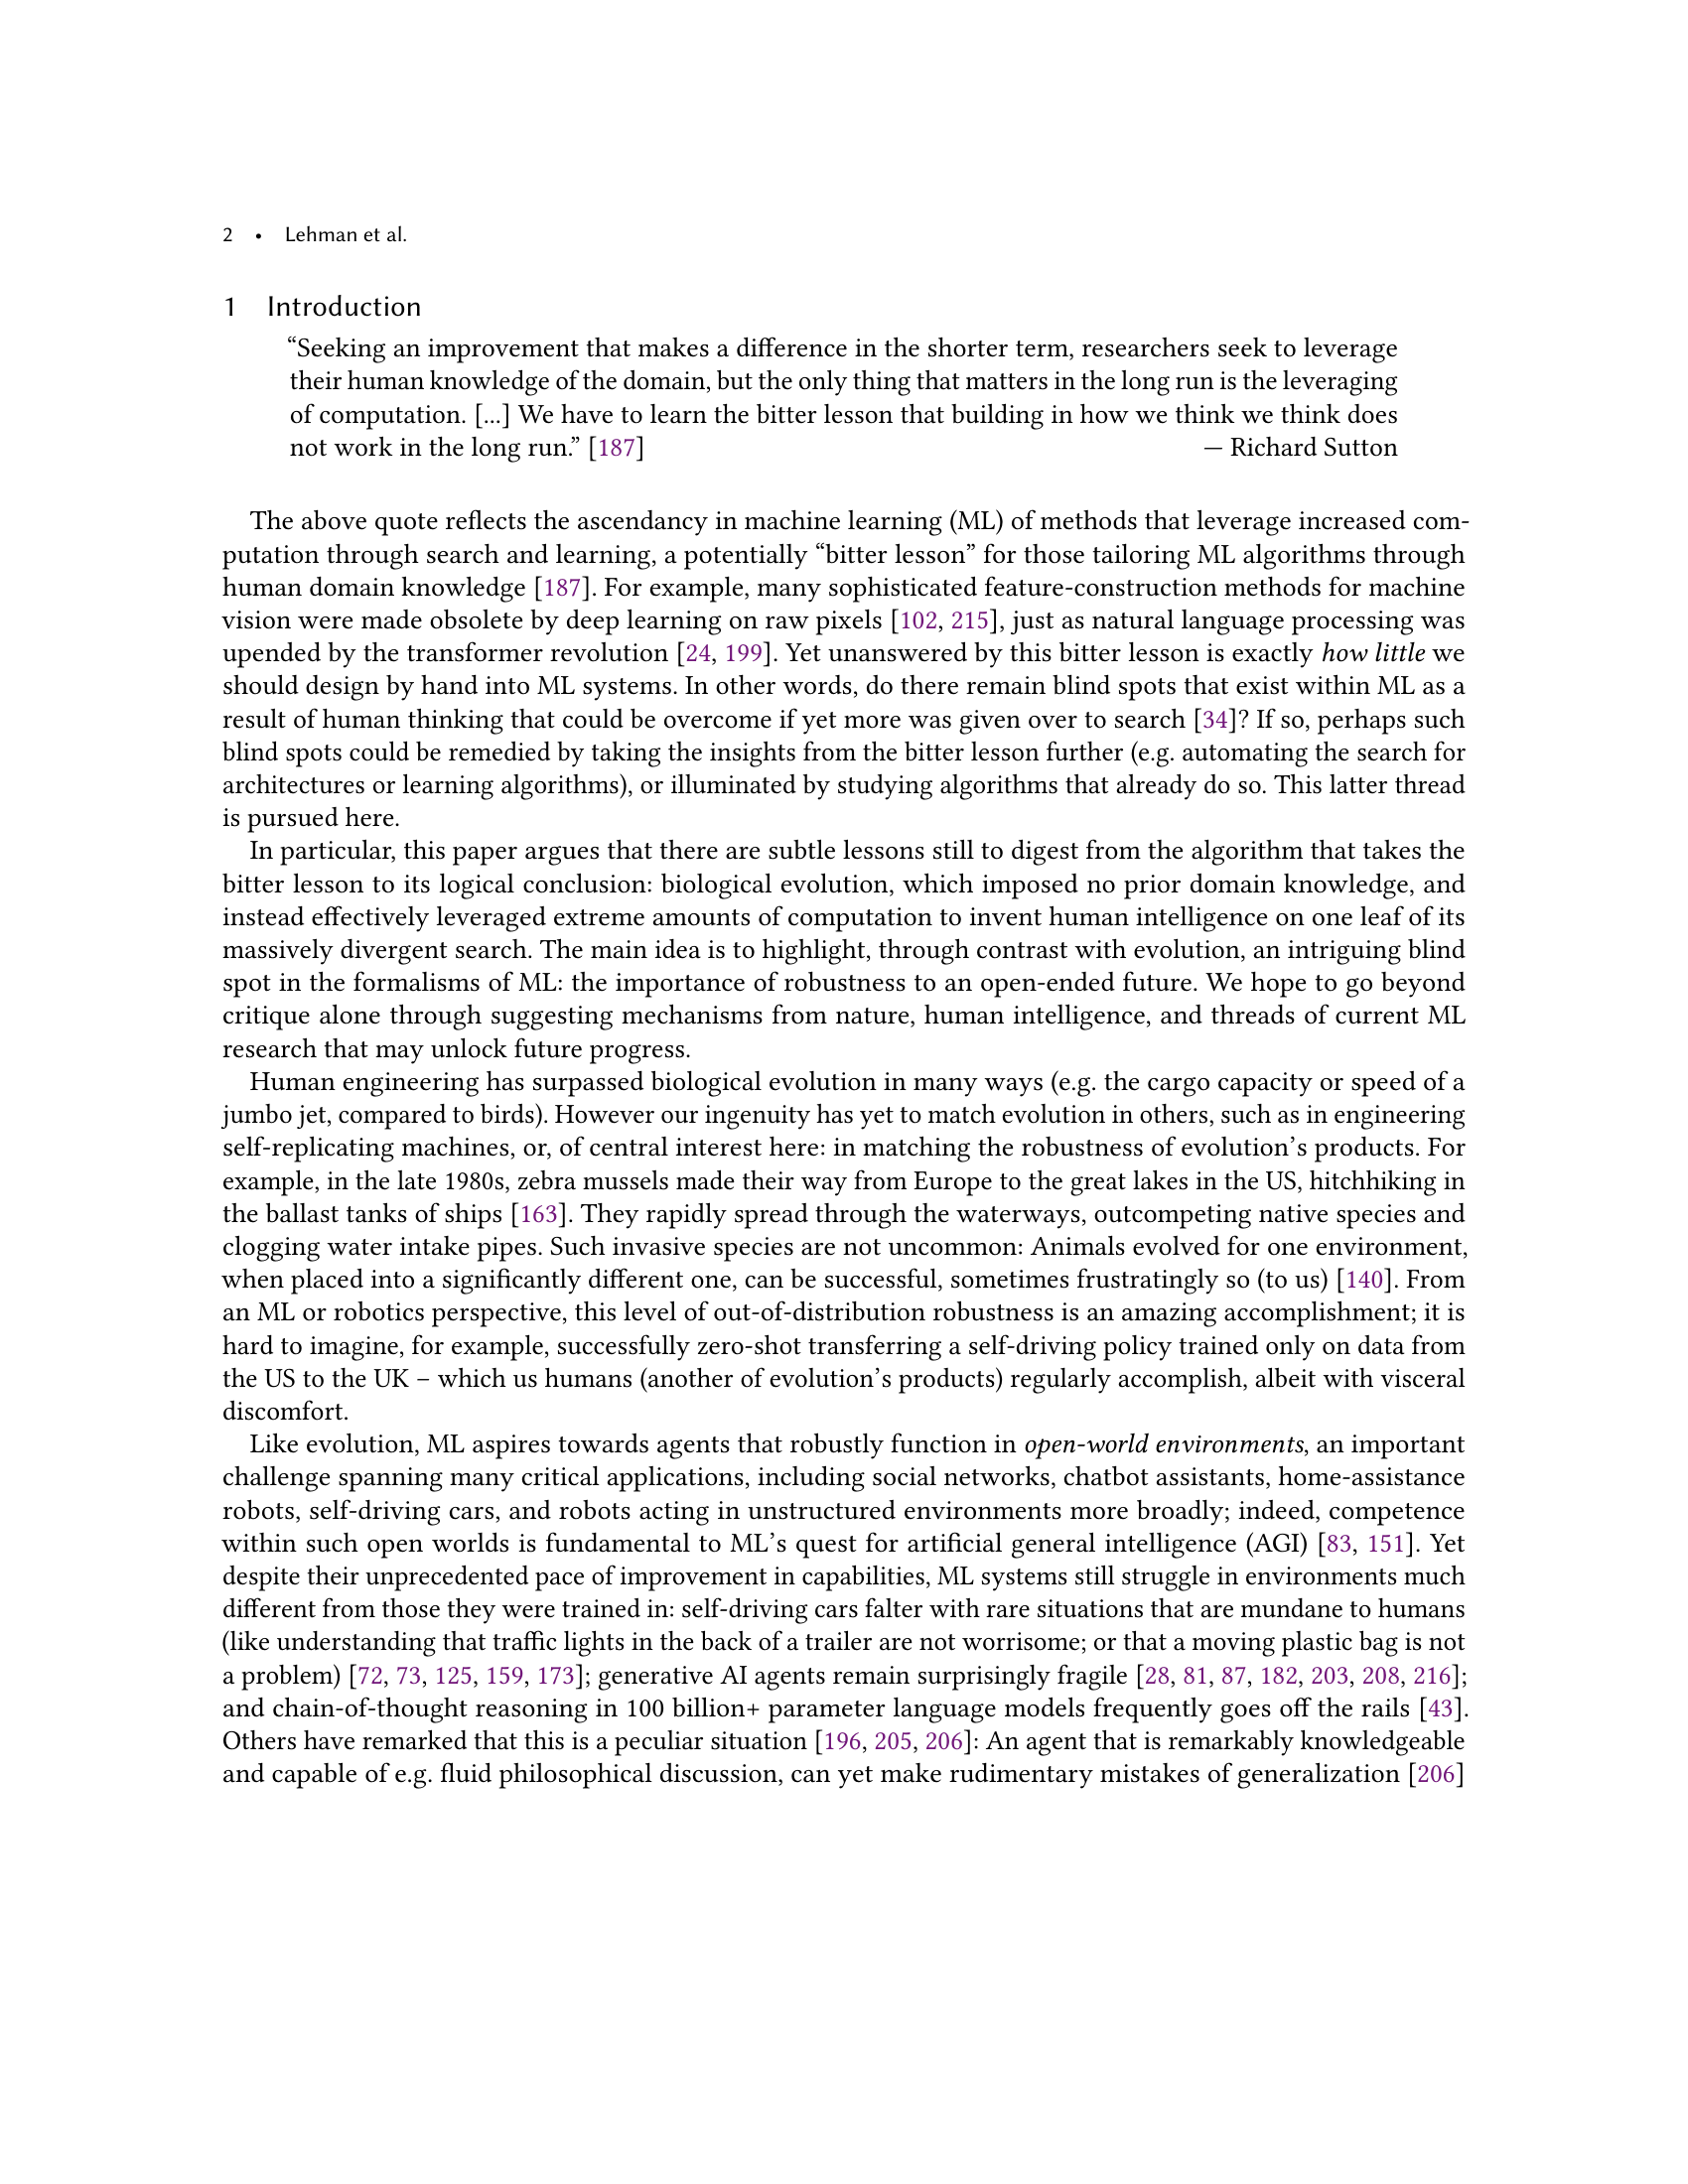 2 • Lehman et al.
1 Introduction
“Seeking an improvement that makes a difference in the shorter term, researchers seek to leverage
their human knowledge of the domain, but the only thing that matters in the long run is the leveraging
of computation. [...] We have to learn the bitter lesson that building in how we think we think does
not work in the long run.” [187] — Richard Sutton
The above quote reflects the ascendancy in machine learning (ML) of methods that leverage increased com-
putation through search and learning, a potentially “bitter lesson” for those tailoring ML algorithms through
human domain knowledge [187]. For example, many sophisticated feature-construction methods for machine
vision were made obsolete by deep learning on raw pixels [102, 215], just as natural language processing was
upended by the transformer revolution [24, 199]. Yet unanswered by this bitter lesson is exactly how little we
should design by hand into ML systems. In other words, do there remain blind spots that exist within ML as a
result of human thinking that could be overcome if yet more was given over to search [34]? If so, perhaps such
blind spots could be remedied by taking the insights from the bitter lesson further (e.g. automating the search for
architectures or learning algorithms), or illuminated by studying algorithms that already do so. This latter thread
is pursued here.
In particular, this paper argues that there are subtle lessons still to digest from the algorithm that takes the
bitter lesson to its logical conclusion: biological evolution, which imposed no prior domain knowledge, and
instead effectively leveraged extreme amounts of computation to invent human intelligence on one leaf of its
massively divergent search. The main idea is to highlight, through contrast with evolution, an intriguing blind
spot in the formalisms of ML: the importance of robustness to an open-ended future. We hope to go beyond
critique alone through suggesting mechanisms from nature, human intelligence, and threads of current ML
research that may unlock future progress.
Human engineering has surpassed biological evolution in many ways (e.g. the cargo capacity or speed of a
jumbo jet, compared to birds). However our ingenuity has yet to match evolution in others, such as in engineering
self-replicating machines, or, of central interest here: in matching the robustness of evolution’s products. For
example, in the late 1980s, zebra mussels made their way from Europe to the great lakes in the US, hitchhiking in
the ballast tanks of ships [163]. They rapidly spread through the waterways, outcompeting native species and
clogging water intake pipes. Such invasive species are not uncommon: Animals evolved for one environment,
when placed into a significantly different one, can be successful, sometimes frustratingly so (to us) [140]. From
an ML or robotics perspective, this level of out-of-distribution robustness is an amazing accomplishment; it is
hard to imagine, for example, successfully zero-shot transferring a self-driving policy trained only on data from
the US to the UK – which us humans (another of evolution’s products) regularly accomplish, albeit with visceral
discomfort.
Like evolution, ML aspires towards agents that robustly function in open-world environments, an important
challenge spanning many critical applications, including social networks, chatbot assistants, home-assistance
robots, self-driving cars, and robots acting in unstructured environments more broadly; indeed, competence
within such open worlds is fundamental to ML’s quest for artificial general intelligence (AGI) [83, 151]. Yet
despite their unprecedented pace of improvement in capabilities, ML systems still struggle in environments much
different from those they were trained in: self-driving cars falter with rare situations that are mundane to humans
(like understanding that traffic lights in the back of a trailer are not worrisome; or that a moving plastic bag is not
a problem) [72, 73, 125, 159, 173]; generative AI agents remain surprisingly fragile [28, 81, 87, 182, 203, 208, 216];
and chain-of-thought reasoning in 100 billion+ parameter language models frequently goes off the rails [43].
Others have remarked that this is a peculiar situation [196, 205, 206]: An agent that is remarkably knowledgeable
and capable of e.g. fluid philosophical discussion, can yet make rudimentary mistakes of generalization [206]